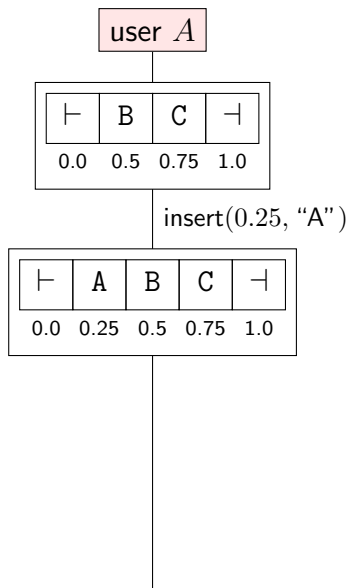 user A
⊢ B C ⊣
0.0 0.5 0.75 1.0
insert(0.25, “A”)
⊢ A B C ⊣
0.0 0.25 0.5 0.75 1.0